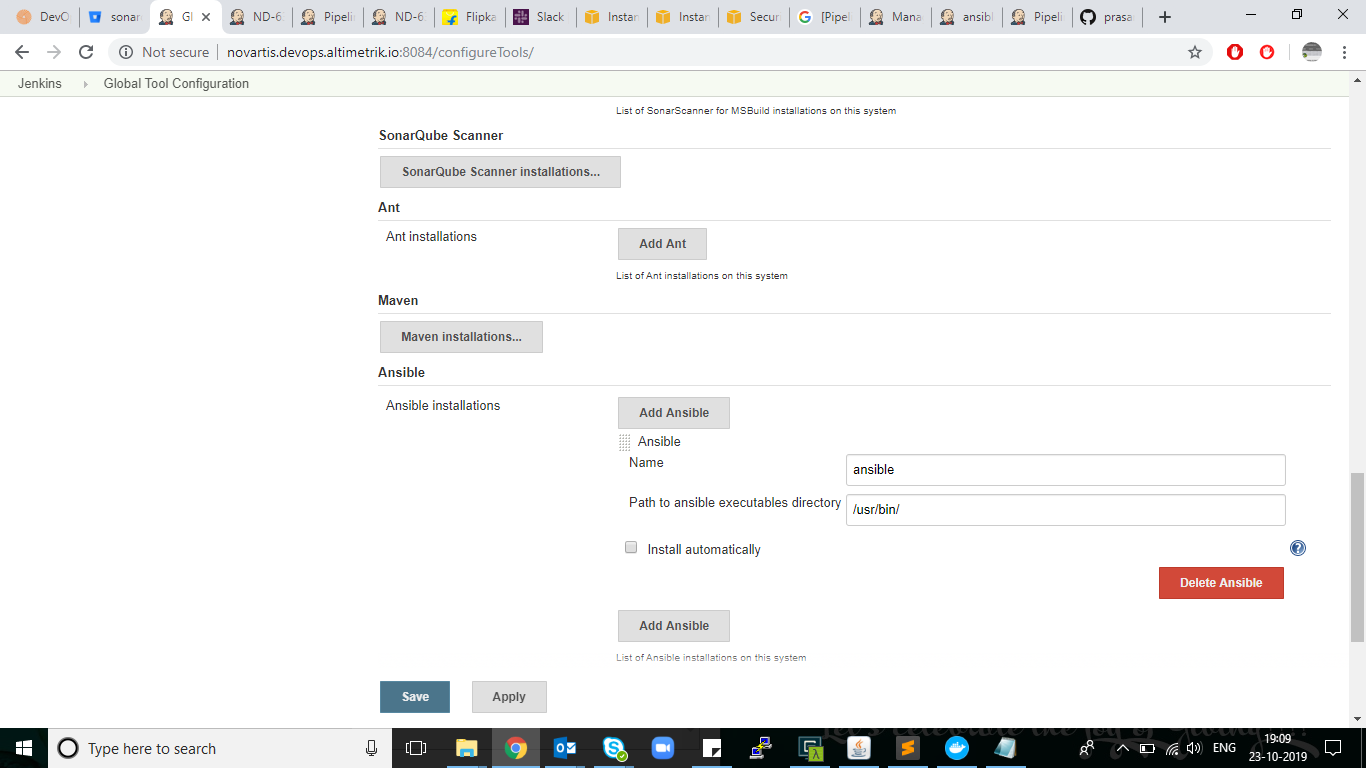 DevO
sonar
Gl
ND-6
Pipelin
ND-6
Flipka
Slack
Instan
Instan
Secur
[Pipel
Mana
ansibl
Pipelin
prasa
Not secure
novartis.devops.altimetrik.io:8084/configureTools/
Jenkins
Global Tool Configuration
List of SonarScanner for MSBuild installations on this system
SonarQube Scanner
SonarQube Scanner installations...
Ant
Ant installations
Add Ant
List of Ant installations on this system
Maven
Maven installations...
Ansible
Ansible installations
Add Ansible
Ansible
Name
ansible
Path to ansible executables directory
/usr/bin/
Install automatically
Delete Ansible
Add Ansible
List of Ansible installations on this system
Save
Apply
Type here to search
ENG
19:09
23-10-2019